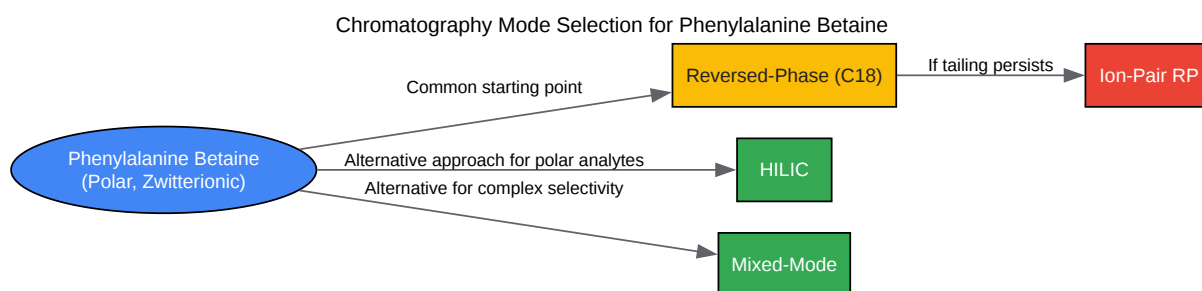 Chromatography Mode Selection for Phenylalanine Betaine
Phenylalanine Betaine
(Polar, Zwitterionic)
Common starting point
Reversed-Phase (C18)
If tailing persists
Ion-Pair RP
Alternative approach for polar analytes
HILIC
Alternative for complex selectivity
Mixed-Mode